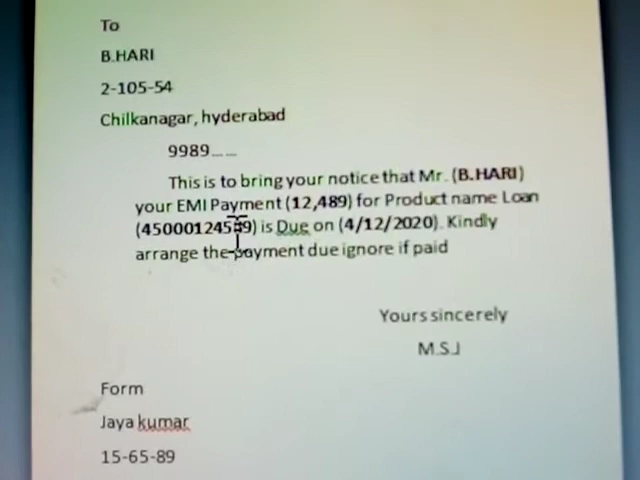 To
B.HARI
2-105-54
Chilkanagar, hyderabad
9989.....
This is to bring your notice that Mr. (B.HARI)
your EMI Payment (12,489) for Product name Loan
is Due on (4/12/2020). Kindly
arrange the payment due ignore if paid
Yours sincerely
M.S.J
Form
Jaya kumar
15-65-89